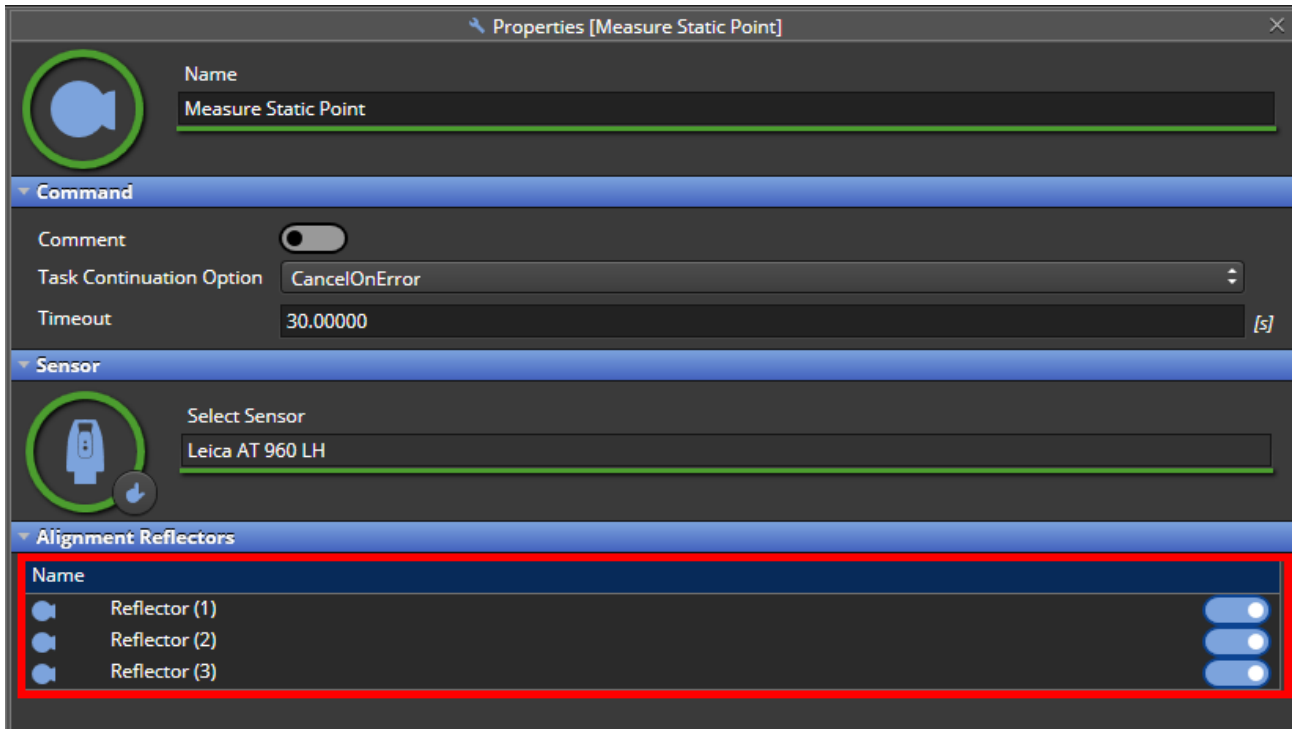 Properties [Measure Static Point]
Name
Measure Static Point
Command
Comment
Task Continuation Option CancelOnError
Timeout 30.00000 [s]
Sensor
Select Sensor
Leica AT 960 LH
Alignment Reflectors
Name
Reflector (1)
Reflector (2)
Reflector (3)